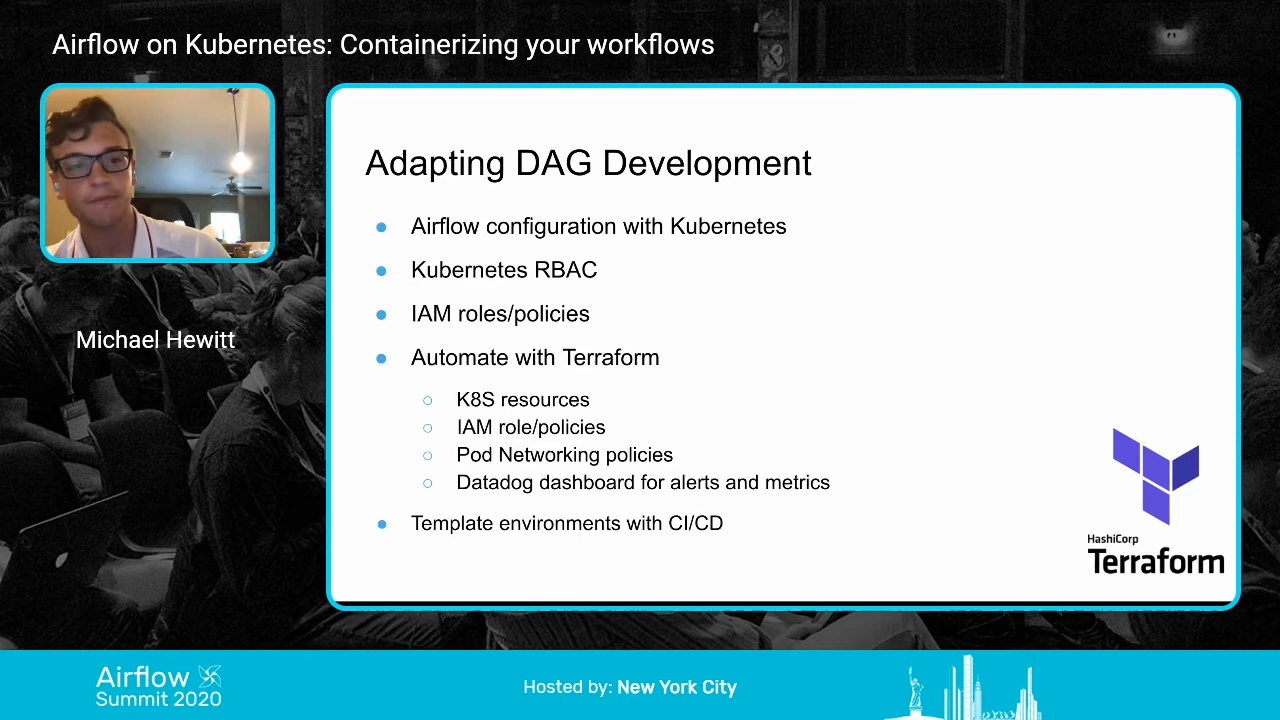 Airflow on Kubernetes: Containerizing your workflows
Michael Hewitt
Adapting DAG Development
Airflow configuration with Kubernetes
Kubernetes RBAC
IAM roles/policies
Automate with Terraform
K8S resources
IAM role/policies
Pod Networking policies
Datadog dashboard for alerts and metrics
Template environments with CI/CD
HashiCorp
Terraform
Airflow
Summit 2020
Hosted by: New York City